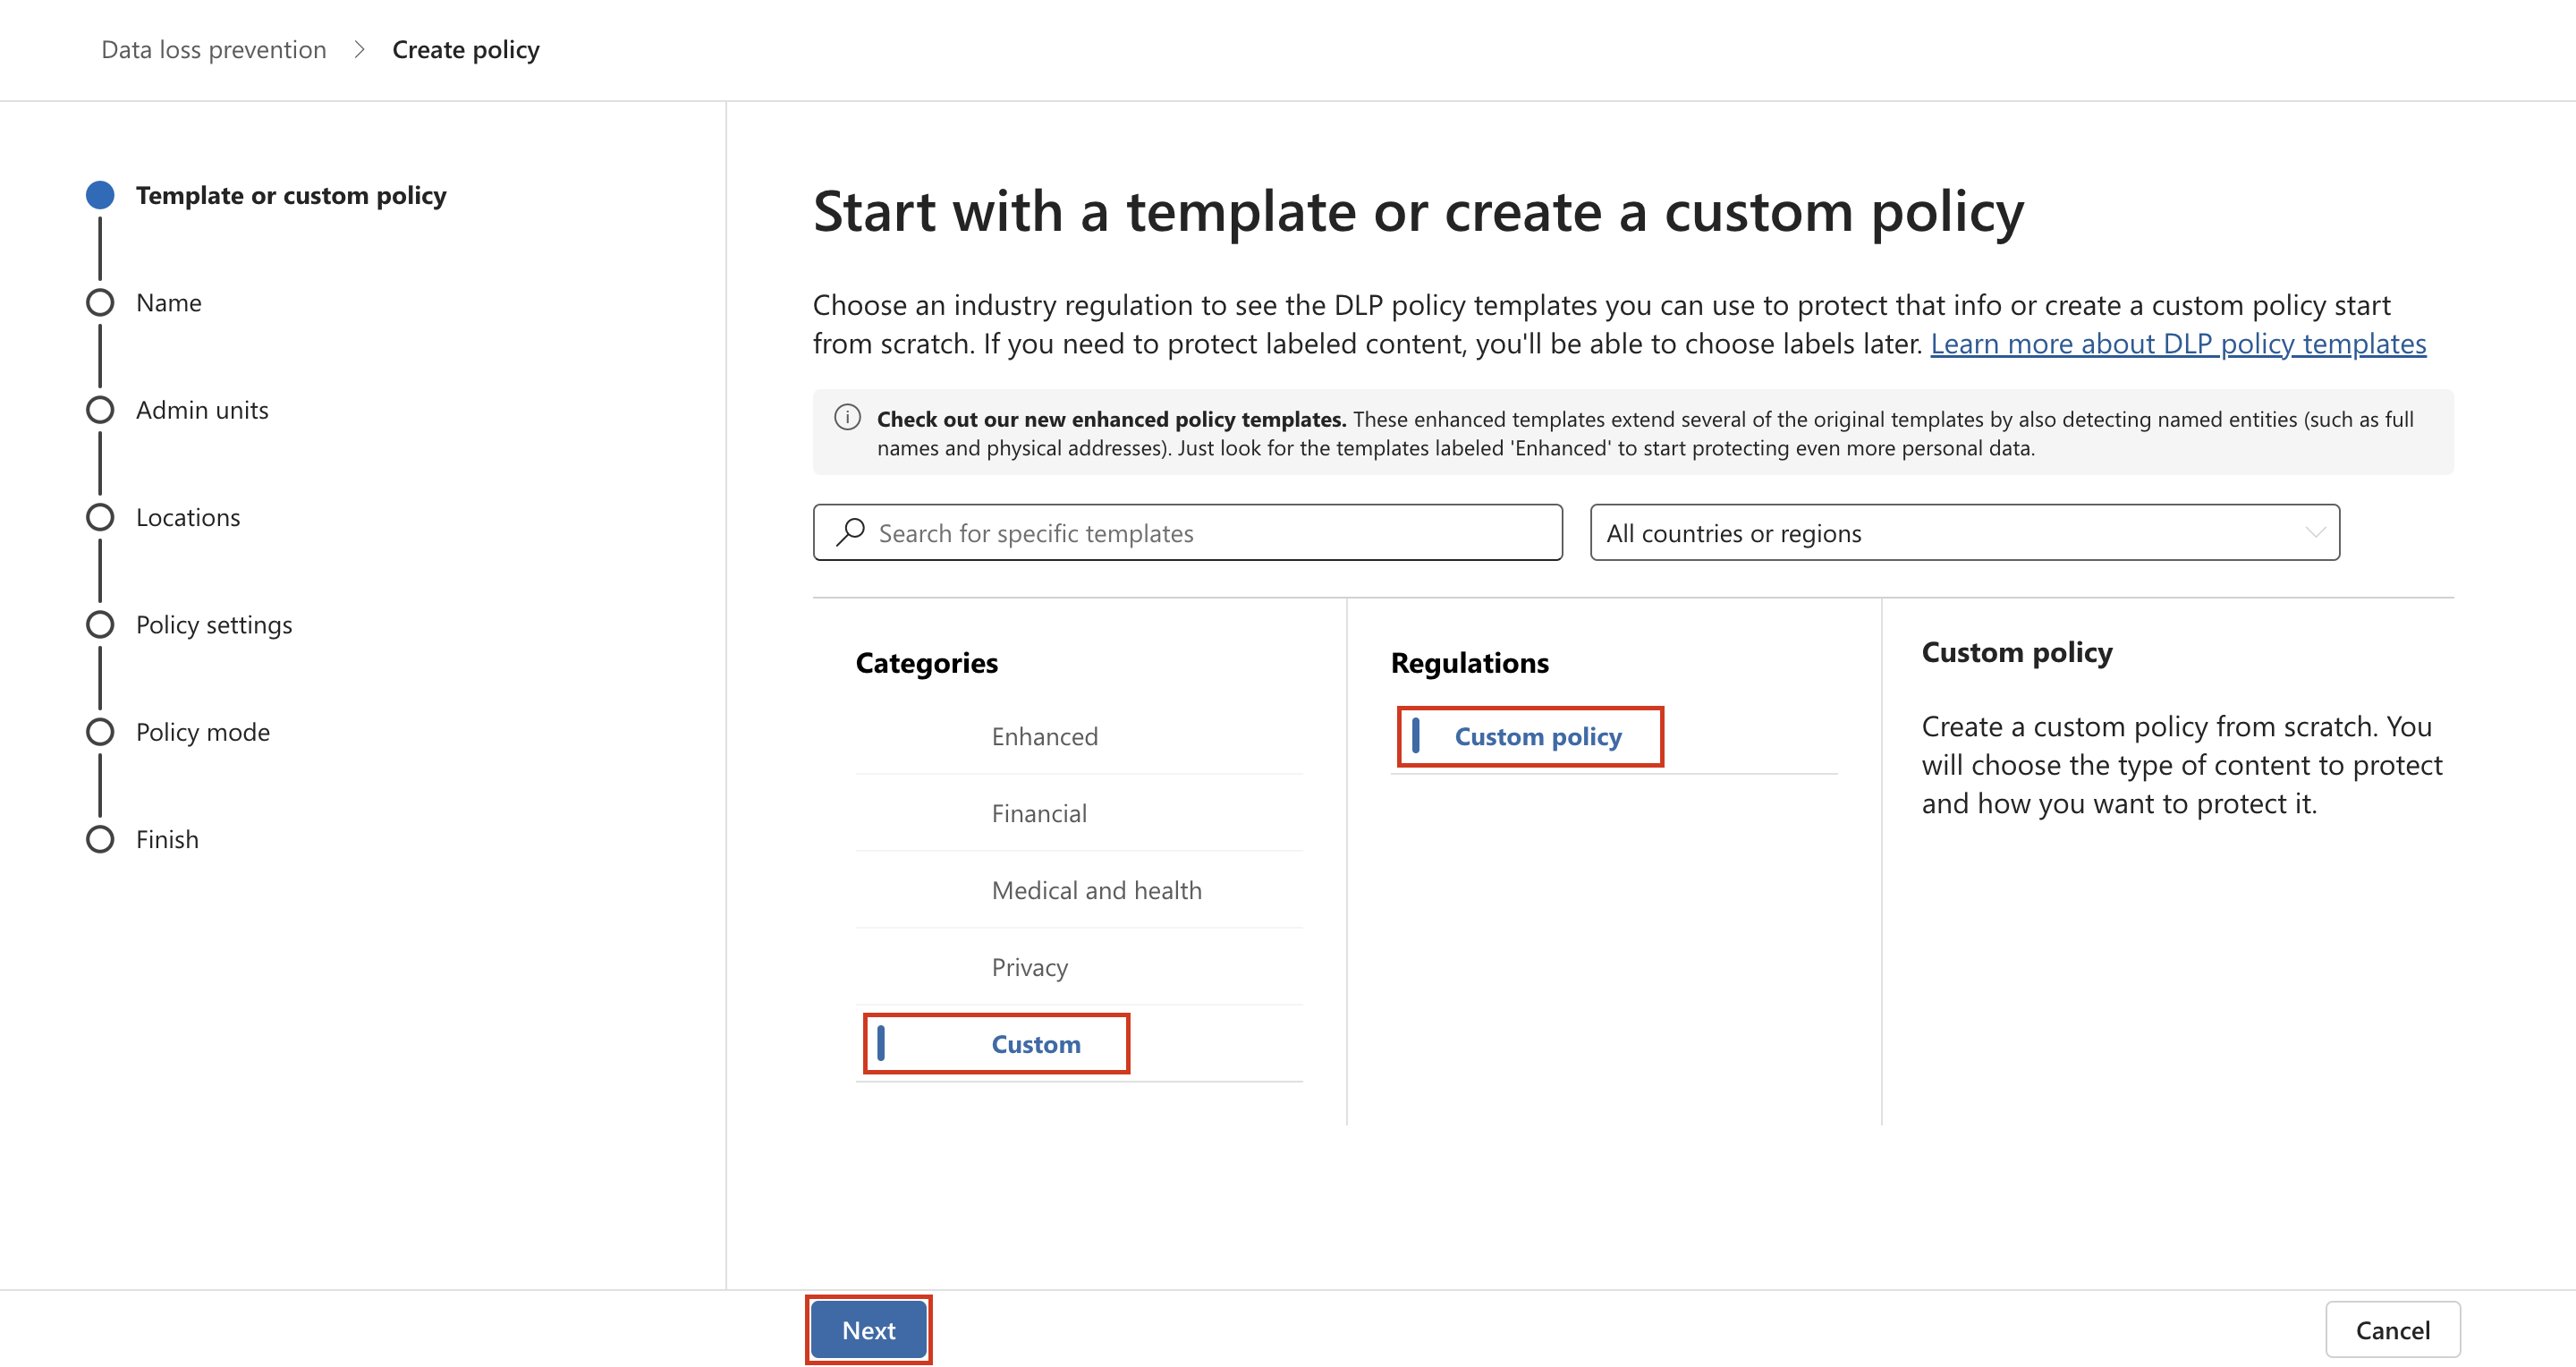 Data loss prevention > Create policy
Template or custom policy
Name
Admin units
Locations
Policy settings
Policy mode
Finish
Start with a template or create a custom policy
Choose an industry regulation to see the DLP policy templates you can use to protect that info or create a custom policy start
from scratch. If you need to protect labeled content, you'll be able to choose labels later. Learn more about DLP policy templates
Check out our new enhanced policy templates. These enhanced templates extend several of the original templates by also detecting named entities (such as full
names and physical addresses). Just look for the templates labeled 'Enhanced' to start protecting even more personal data.
Search for specific templates
All countries or regions
Categories
Enhanced
Financial
Medical and health
Privacy
Custom
Regulations
Custom policy
Custom policy
Create a custom policy from scratch. You
will choose the type of content to protect
and how you want to protect it.
Next
Cancel